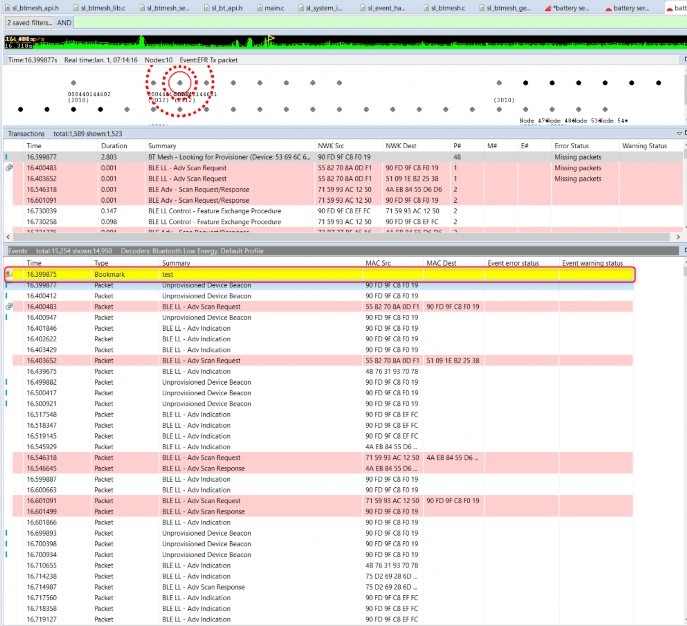 sl_btmesh_api.h sl_btmesh_lib.c sl_btmesh_se... sl_bt_api.h main.c sl_system_i... sl_event_ha... sl_btmesh.c sl_btmesh_ge... *battery se... battery ser...
2 saved filters... AND
16.310s
Time:16.399877s Real time:Jan. 1, 07:14:16 Nodes:10 Event:EFR Tx packet
(2010) (2012) (2012) (2010)
Transactions total:1,589 shown:1,523
Time Duration Summary NWK Src NWK Dest P# M# E# Error Status Warning Status
16.399877 2.803 BT Mesh - Looking for Provisioner (Device: 53 69 6C 6... 90 FD 9F C8 F0 19 48 Missing packets
16.400483 0.001 BLE LL - Adv Scan Request 55 82 70 8A 0D F1 90 FD 9F C8 F0 19 1 Missing packets
16.403652 0.001 BLE LL - Adv Scan Request 55 82 70 8A 0D F1 51 09 1E B2 25 38 1 Missing packets
16.546318 0.001 BLE Adv - Scan Request/Response 71 59 93 AC 12 50 4A EB 84 55 D6 D6 2
16.601091 0.001 BLE Adv - Scan Request/Response 71 59 93 AC 12 50 90 FD 9F C8 F0 19 2
16.730039 0.147 BLE LL Control - Feature Exchange Procedure 90 FD 9F C8 EF FC 71 59 93 AC 12 50 2
16.730258 0.098 BLE LL Control - Feature Exchange Procedure 90 FD 9F C8 EF FC 71 59 93 AC 12 50 2
Events total:15,254 shown:14,950 Decoders: Bluetooth Low Energy, Default Profile
Time Type Summary MAC Src MAC Dest Event error status Event warning status
16.399875 Bookmark test
16.399877 Packet Unprovisioned Device Beacon 90 FD 9F C8 F0 19
16.400412 Packet Unprovisioned Device Beacon 90 FD 9F C8 F0 19
16.400483 Packet BLE LL - Adv Scan Request 55 82 70 8A 0D F1 90 FD 9F C8 F0 19
16.400947 Packet Unprovisioned Device Beacon 90 FD 9F C8 F0 19
16.401846 Packet BLE LL - Adv Indication 90 FD 9F C8 F0 19
16.402622 Packet BLE LL - Adv Indication 90 FD 9F C8 F0 19
16.403429 Packet BLE LL - Adv Indication 90 FD 9F C8 F0 19
16.403652 Packet BLE LL - Adv Scan Request 55 82 70 8A 0D F1 51 09 1E B2 25 38
16.439675 Packet BLE LL - Adv Indication 4B 76 31 93 70 78
16.499882 Packet Unprovisioned Device Beacon 90 FD 9F C8 F0 19
16.500417 Packet Unprovisioned Device Beacon 90 FD 9F C8 F0 19
16.500921 Packet Unprovisioned Device Beacon 90 FD 9F C8 F0 19
16.517548 Packet BLE LL - Adv Indication 90 FD 9F C8 EF FC
16.518347 Packet BLE LL - Adv Indication 90 FD 9F C8 EF FC
16.519145 Packet BLE LL - Adv Indication 90 FD 9F C8 EF FC
16.545929 Packet BLE LL - Adv Indication 4A EB 84 55 D6 ...
16.546318 Packet BLE LL - Adv Scan Request 71 59 93 AC 12 50 4A EB 84 55 D6 ...
16.546645 Packet BLE LL - Adv Scan Response 4A EB 84 55 D6 ...
16.599887 Packet BLE LL - Adv Indication 90 FD 9F C8 F0 19
16.600663 Packet BLE LL - Adv Indication 90 FD 9F C8 F0 19
16.601091 Packet BLE LL - Adv Scan Request 71 59 93 AC 12 50 90 FD 9F C8 F0 19
16.601499 Packet BLE LL - Adv Scan Response 90 FD 9F C8 F0 19
16.601866 Packet BLE LL - Adv Indication 90 FD 9F C8 F0 19
16.699893 Packet Unprovisioned Device Beacon 90 FD 9F C8 F0 19
16.700398 Packet Unprovisioned Device Beacon 90 FD 9F C8 F0 19
16.700934 Packet Unprovisioned Device Beacon 90 FD 9F C8 F0 19
16.710655 Packet BLE LL - Adv Indication 4B 76 31 93 70 78
16.714238 Packet BLE LL - Adv Indication 75 D2 69 28 6D ...
16.714987 Packet BLE LL - Adv Scan Response 75 D2 69 28 6D ...
16.717560 Packet BLE LL - Adv Indication 90 FD 9F C8 EF FC
16.718358 Packet BLE LL - Adv Indication 90 FD 9F C8 EF FC
16.719127 Packet BLE LL - Adv Indication 90 FD 9F C8 EF FC